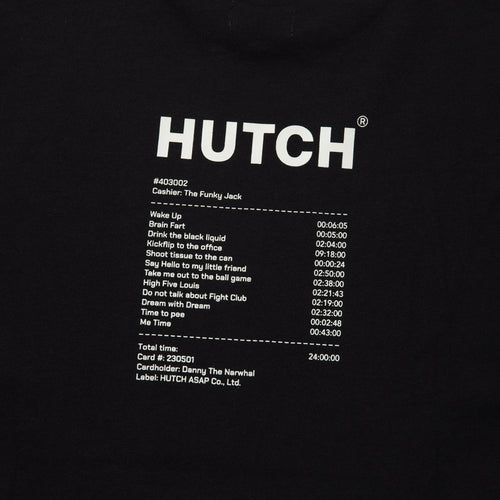 HUTCH®
#403002
Cashier: The Funky Jack
Wake Up 00:06:05
Brain Fart 00:05:00
Drink the black liquid 02:04:00
Kickflip to the office 09:18:00
Shoot tissue to the can 00:00:24
Say Hello to my little friend 02:50:00
Take me out to the ball game 02:38:00
High Five Louis 02:21:43
Do not talk about Fight Club 02:19:00
Dream with Dream 02:32:00
Time to pee 00:02:48
Me Time 00:43:00
Total time: 24:00:00
Card #: 230501
Cardholder: Danny The Narwhal
Label: HUTCH ASAP Co., Ltd.